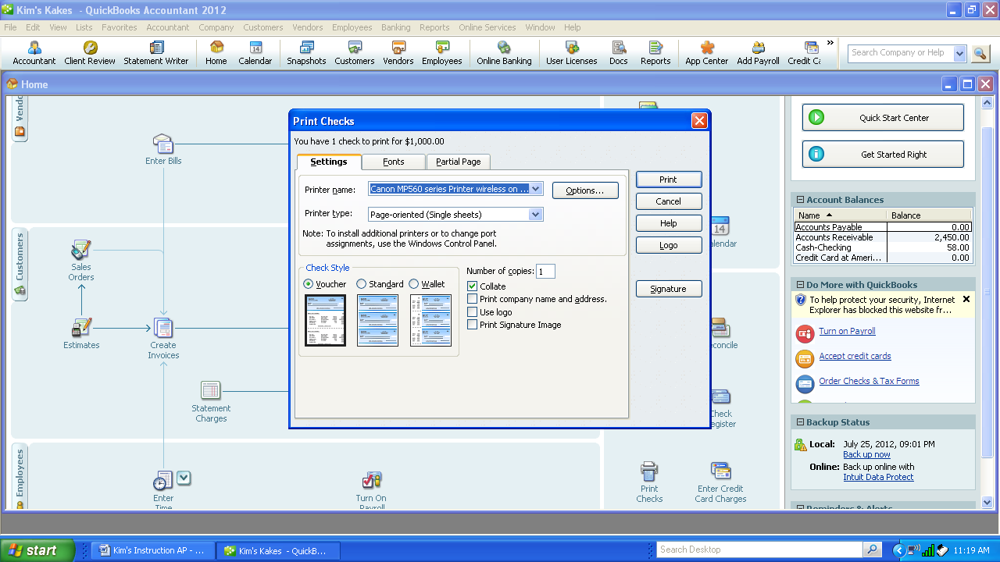 Kim's Kakes - QuickBooks Accountant 2012
File Edit View Lists Favorites Accountant Company Customers Vendors Employees Banking Reports Online Services Window Help
Accountant Client Review Statement Writer Home Calendar Snapshots Customers Vendors Employees Online Banking User Licenses Docs Reports App Center Add Payroll Credit Ca »
Search Company or Help
Home
Vendo
Enter Bills
Customers
Sales
Orders
Estimates
Create
Invoices
Statement
Charges
Employees
Enter
Time
Turn On
Payroll
Print Checks
You have 1 check to print for $1,000.00
Settings Fonts Partial Page
Printer name: Canon MP560 series Printer wireless on ... Options...
Printer type: Page-oriented (Single sheets)
Note: To install additional printers or to change port
assignments, use the Windows Control Panel.
Check Style
Voucher Standard Wallet
Number of copies: 1
Collate
Print company name and address.
Use logo
Print Signature Image
Print
Cancel
Help
Logo
Signature
14
alendar
concile
Check
egister
Print
Checks
Enter Credit
Card Charges
Quick Start Center
Get Started Right
Account Balances
Name Balance
Accounts Payable 0.00
Accounts Receivable 2,450.00
Cash-Checking 58.00
Credit Card at Ameri... 0.00
Do More with QuickBooks
To help protect your security, Internet
Explorer has blocked this website fr...
Turn on Payroll
Accept credit cards
Order Checks & Tax Forms
Backup Status
Local: July 25, 2012, 09:01 PM
Back up now
Online: Back up online with
Intuit Data Protect
Reminders & Alerts
start Kim's Instruction AP - ... Kim's Kakes - QuickB... Search Desktop 11:19 AM